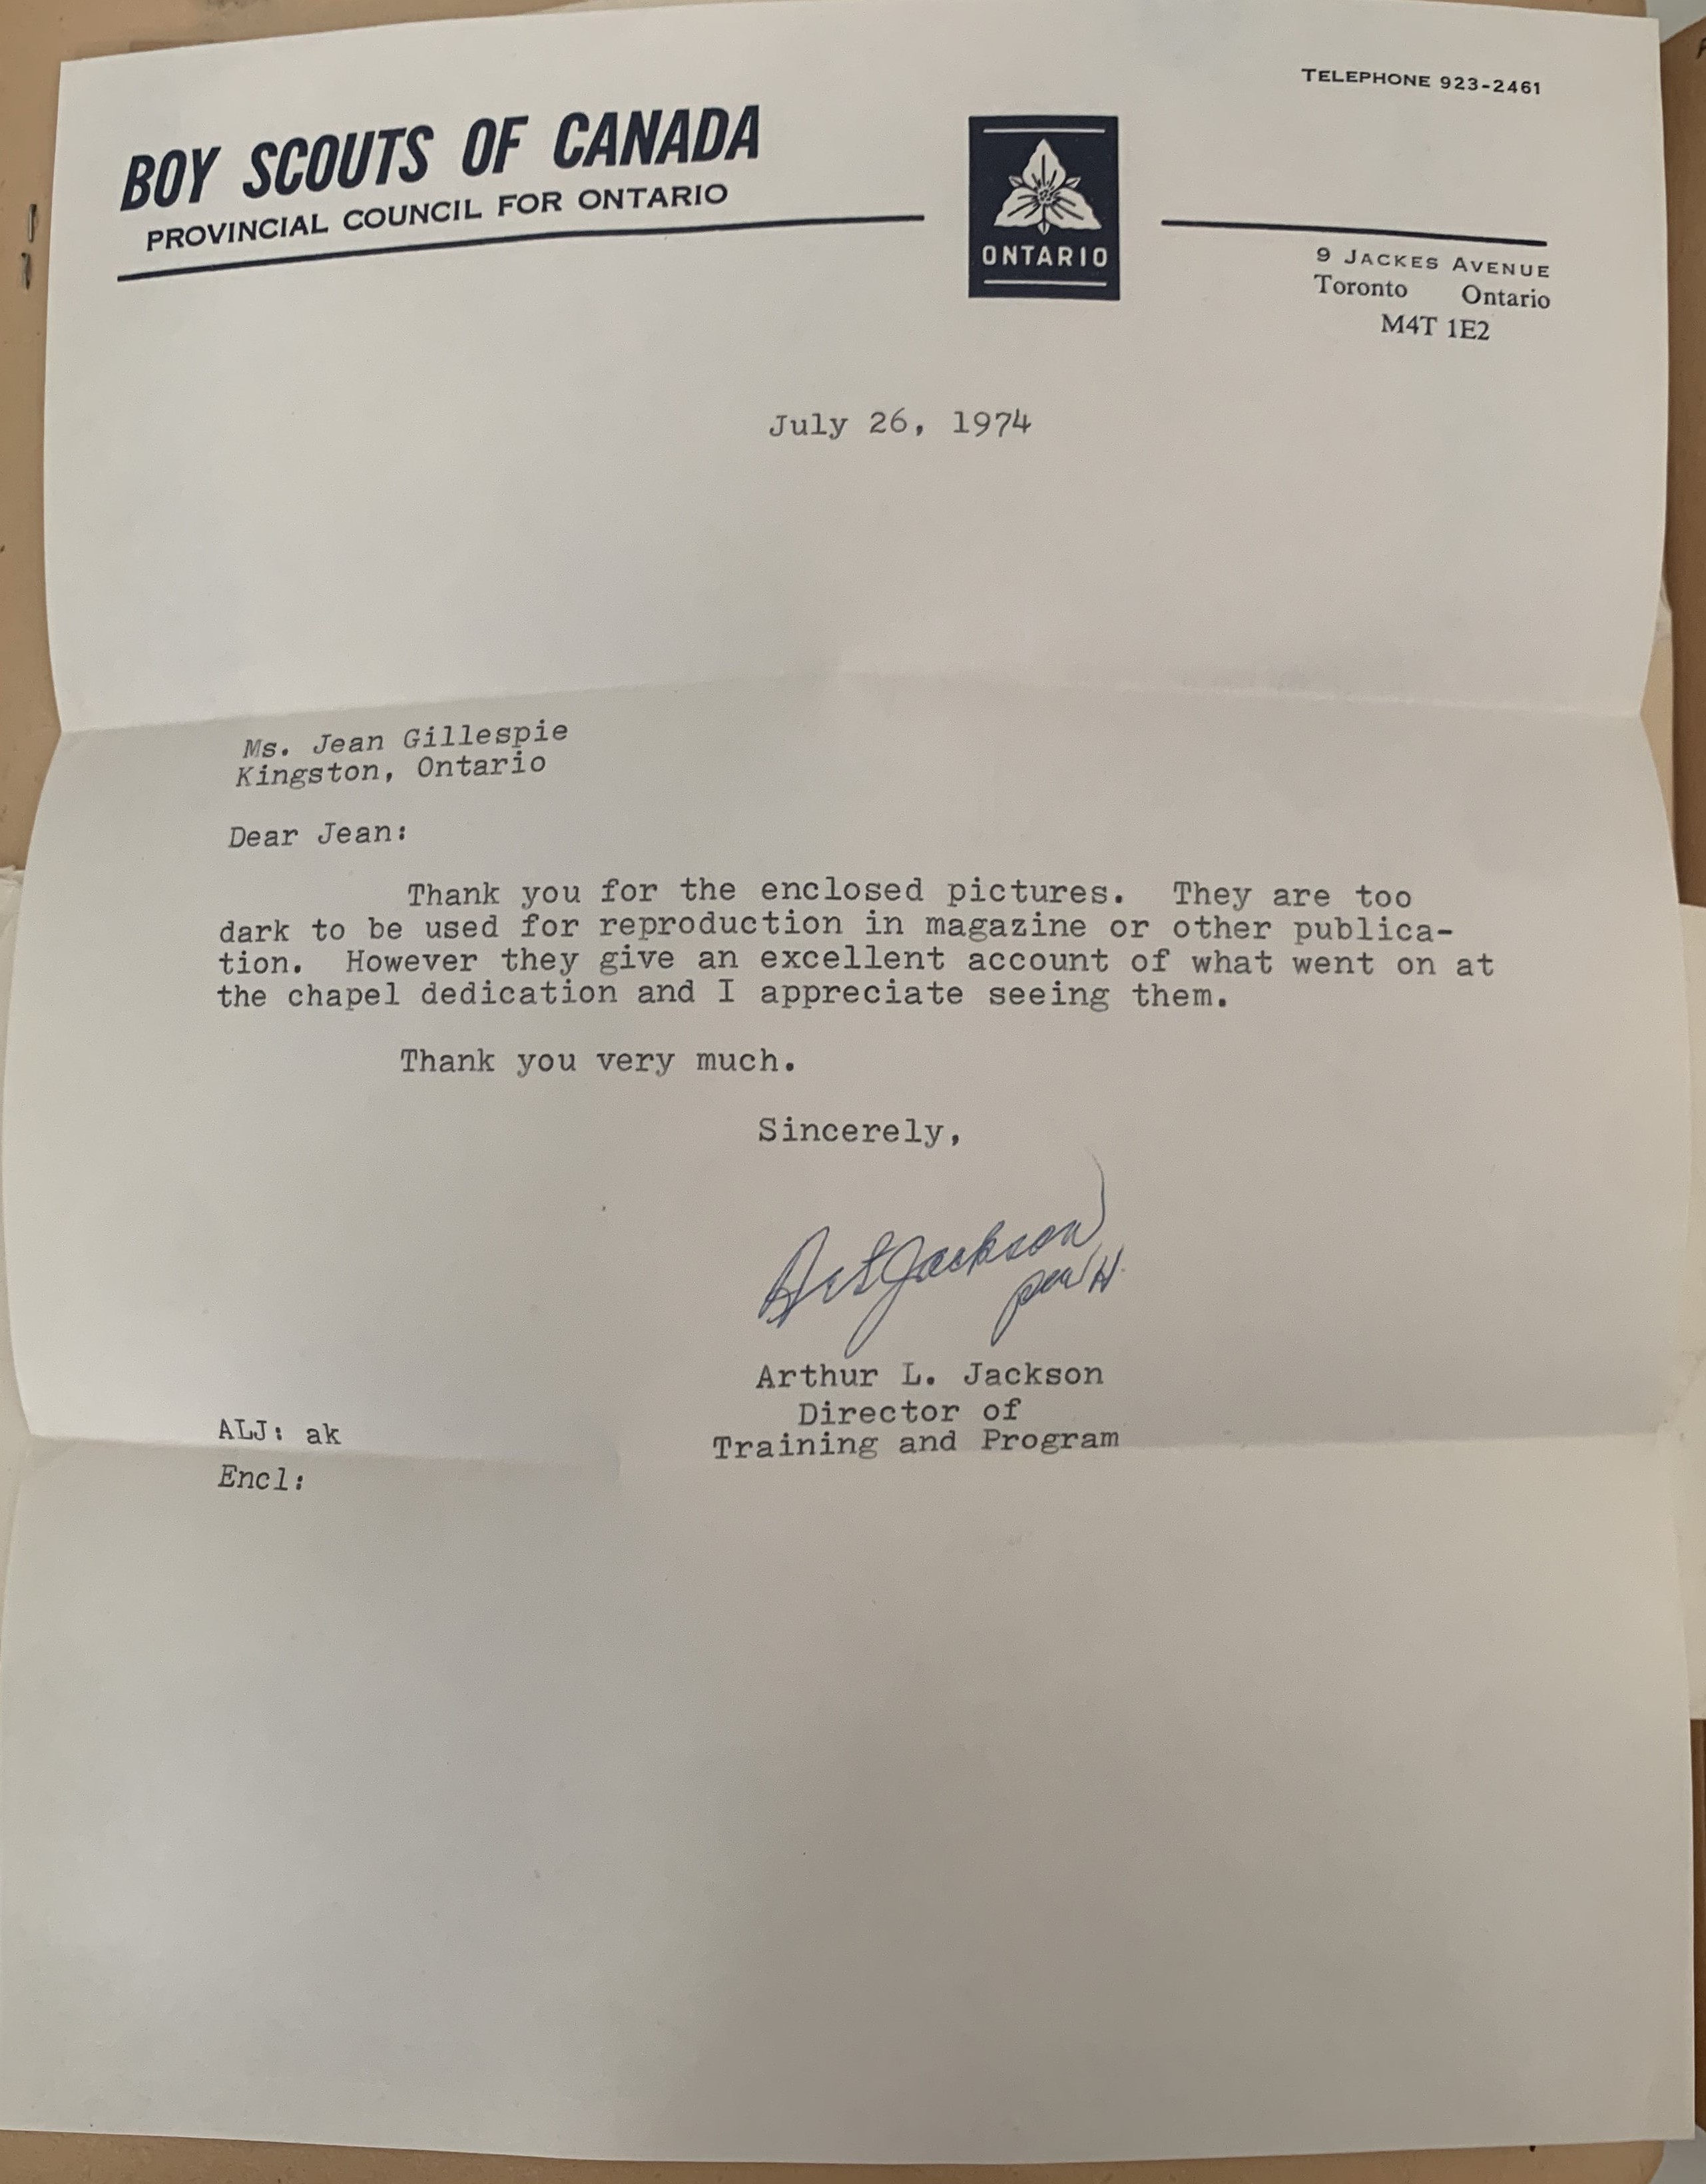 TELEPHONE 923-2461
BOY SCOUTS OF CANADA
PROVINCIAL COUNCIL FOR ONTARIO
ONTARIO
9 JACKES AVENUE
Toronto Ontario
M4T 1E2
July 26, 1974
Ms. Jean Gillespie
Kingston, Ontario
Dear Jean:
Thank you for the enclosed pictures. They are too
dark to be used for reproduction in magazine or other publica-
tion. However they give an excellent account of what went on at
the chapel dedication and I appreciate seeing them.
Thank you very much.
Sincerely,
Art Jackson
per H.
Arthur L. Jackson
Director of
Training and Program
ALJ: ak
Encl: